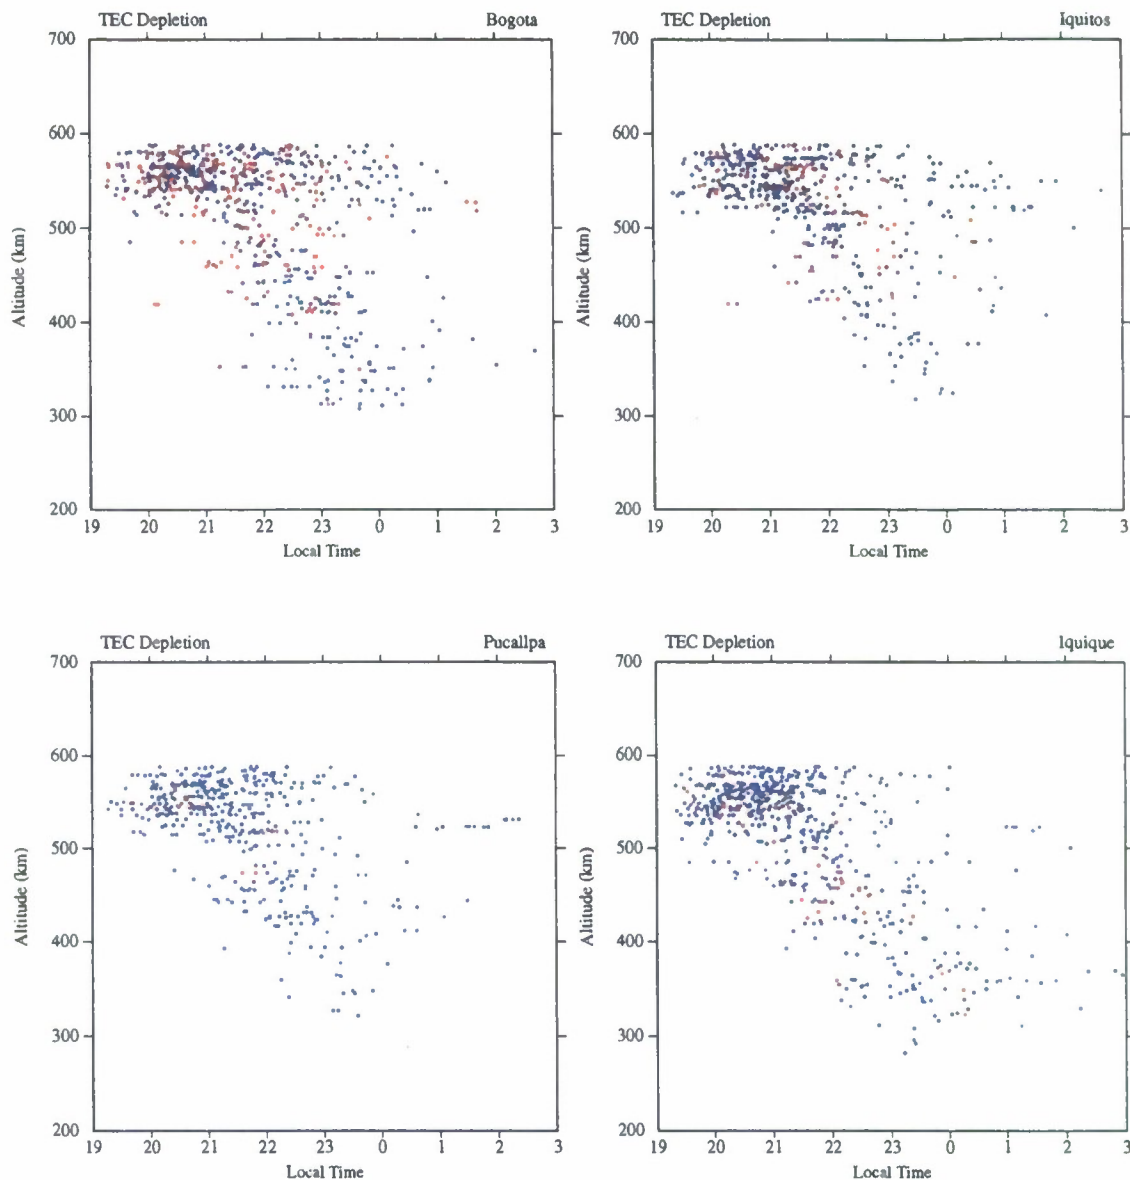 TEC Depletion Bogota
700
600
500
400
300
200
Altitude (km)
19 20 21 22 23 0 1 2 3
Local Time
TEC Depletion Iquitos
700
600
500
400
300
200
Altitude (km)
19 20 21 22 23 0 1 2 3
Local Time
TEC Depletion Pucallpa
700
600
500
400
300
200
Altitude (km)
19 20 21 22 23 0 1 2 3
Local Time
TEC Depletion Iquique
700
600
500
400
300
200
Altitude (km)
19 20 21 22 23 0 1 2 3
Local Time